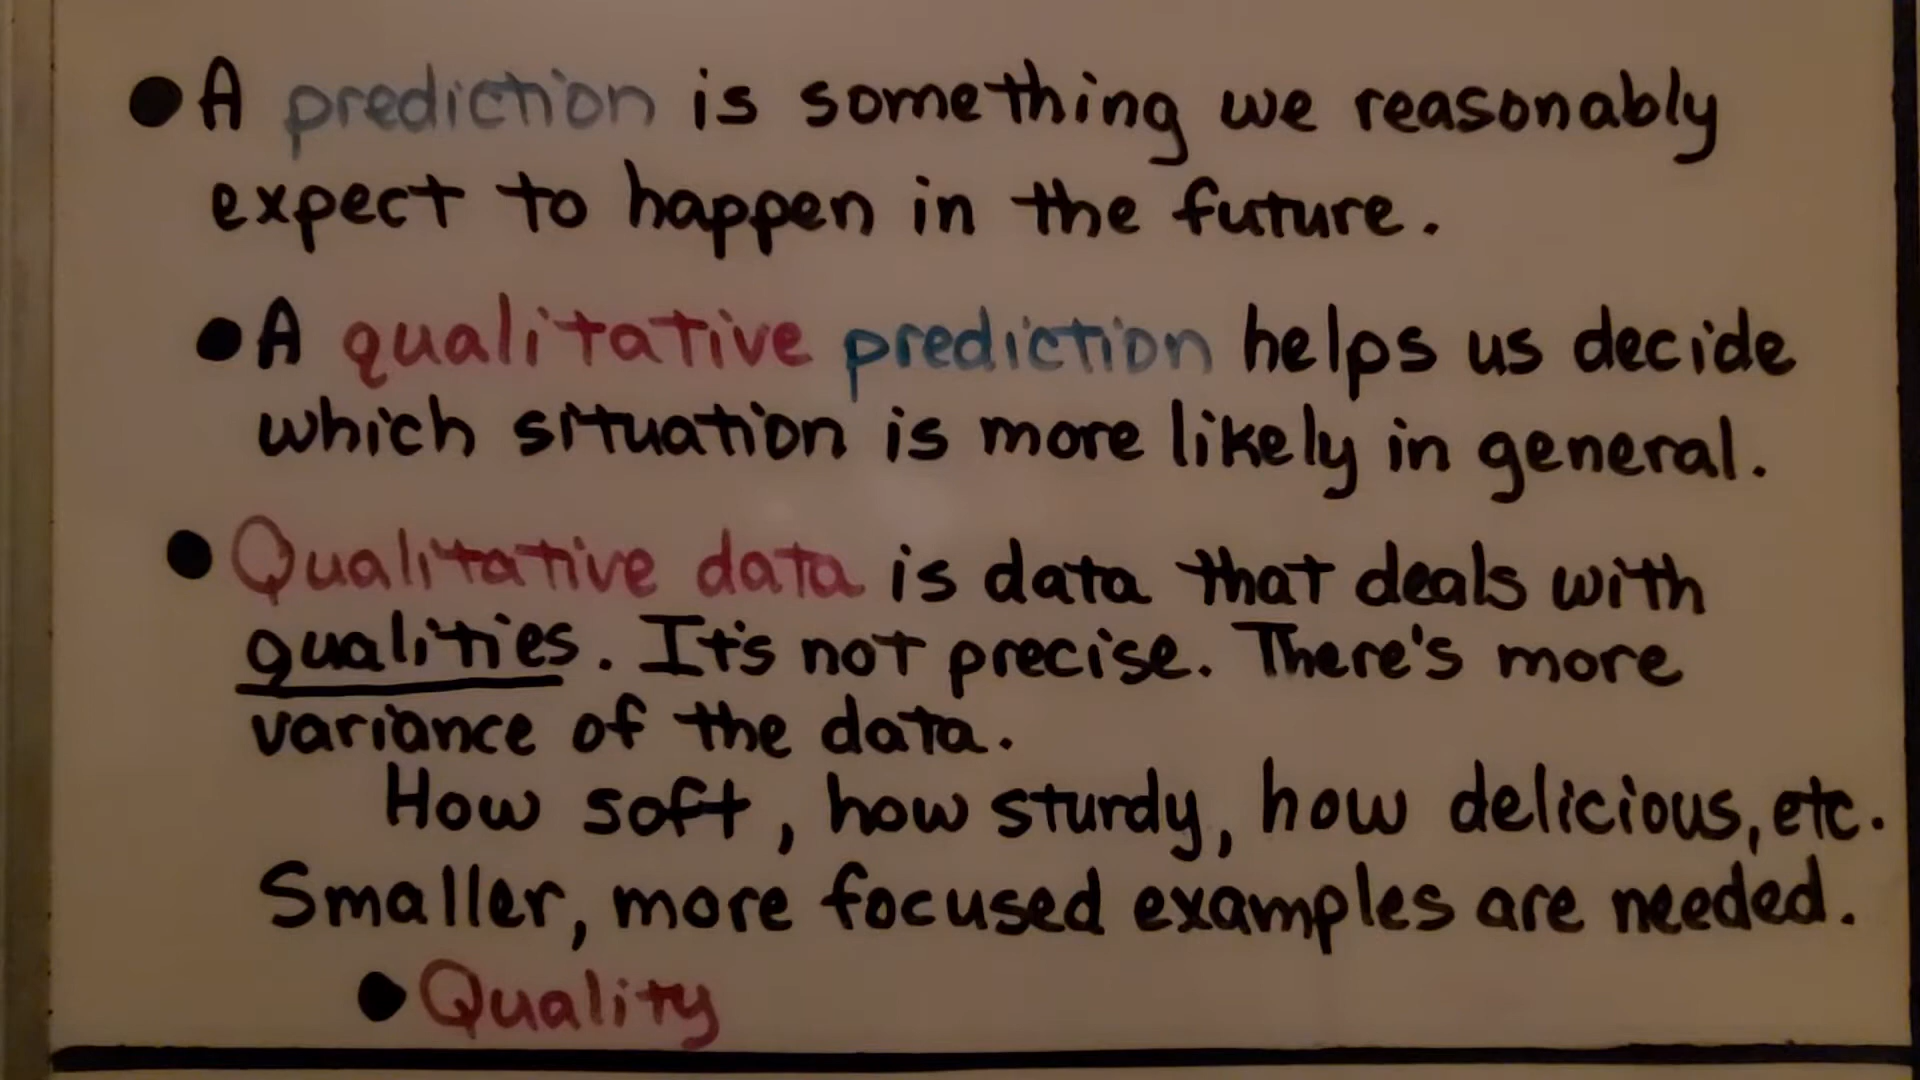 ● A prediction is something we reasonably
expect to happen in the future.
● A qualitative prediction helps us decide
which situation is more likely in general.
● Qualitative data is data that deals with
qualities. It's not precise. There's more
variance of the data.
How soft, how sturdy, how delicious, etc.
Smaller, more focused examples are needed.
● Quality